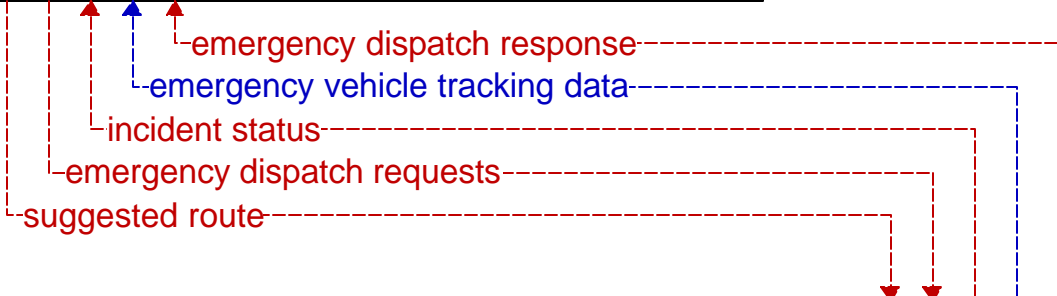 emergency dispatch response
emergency vehicle tracking data
incident status
emergency dispatch requests
suggested route